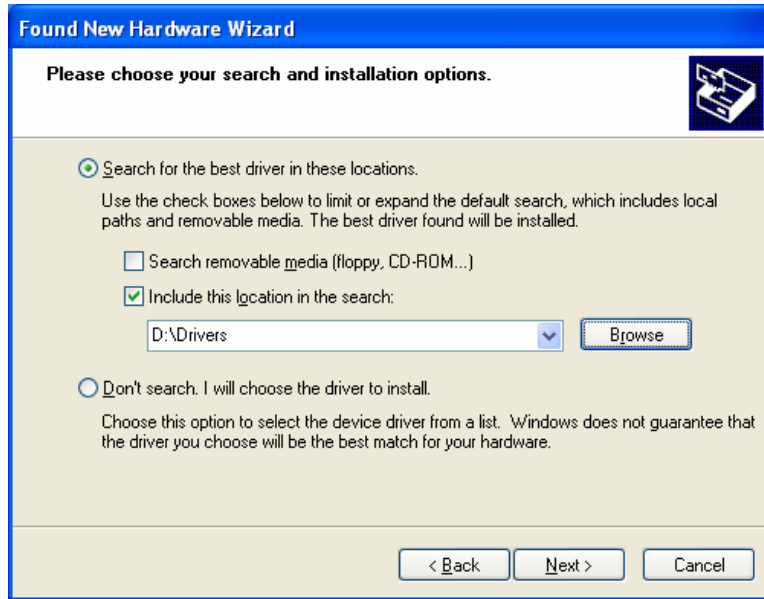 Found New Hardware Wizard
Please choose your search and installation options.
Search for the best driver in these locations.
Use the check boxes below to limit or expand the default search, which includes local
paths and removable media. The best driver found will be installed.
Search removable media (floppy, CD-ROM...)
Include this location in the search:
D:\Drivers
Browse
Don't search. I will choose the driver to install.
Choose this option to select the device driver from a list.  Windows does not guarantee that
the driver you choose will be the best match for your hardware.
< Back
Next >
Cancel